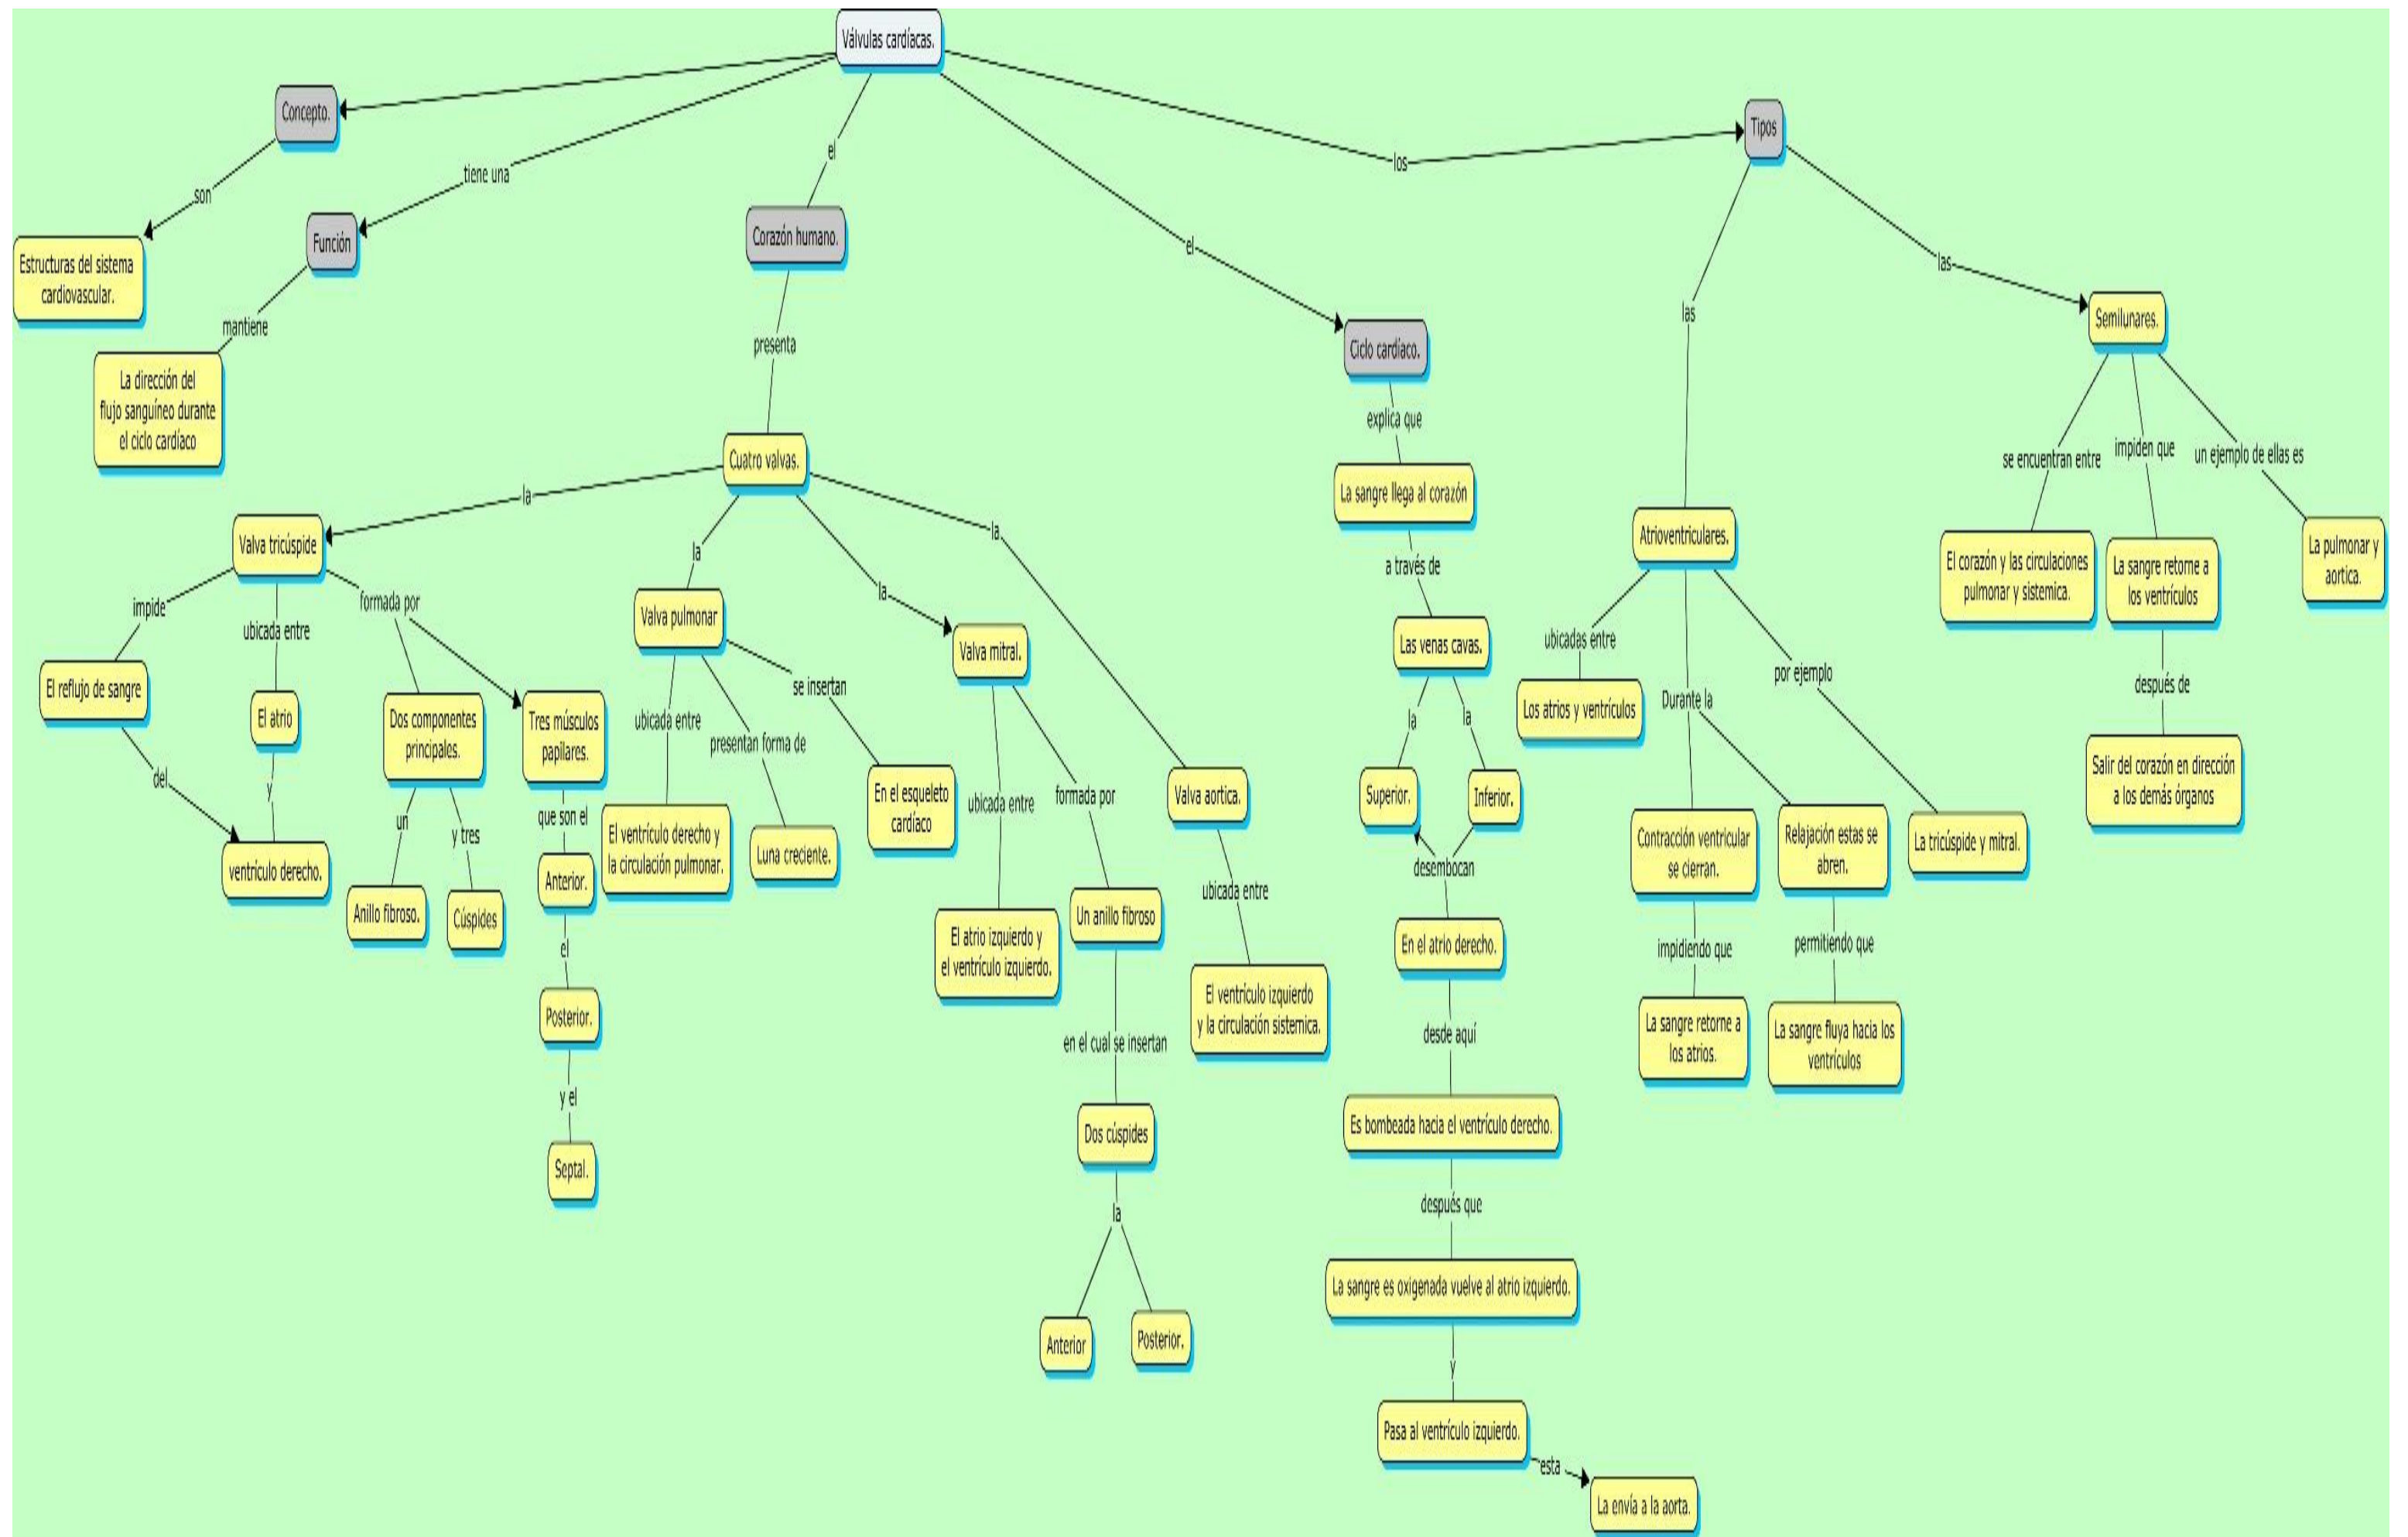 Válvulas cardíacas.
Concepto.
son
Estructuras del sistema
cardiovascular.
tiene una
Función
mantiene
La dirección del
flujo sanguíneo durante
el ciclo cardíaco
el
Corazón humano.
presenta
Cuatro valvas.
la
Valva tricúspide
impide
El reflujo de sangre
del
ubicada entre
El atrio
y
ventrículo derecho.
formada por
Dos componentes
principales.
un
Anillo fibroso.
y tres
Cúspides
Tres músculos
papilares.
que son el
Anterior.
el
Posterior.
y el
Septal.
la
Valva pulmonar
ubicada entre
El ventrículo derecho y
la circulación pulmonar.
presentan forma de
Luna creciente.
se insertan
En el esqueleto
cardíaco
la
Valva mitral.
ubicada entre
El atrio izquierdo y
el ventrículo izquierdo.
formada por
Un anillo fibroso
en el cual se insertan
Dos cúspides
la
Anterior
Posterior.
la
Valva aortica.
ubicada entre
El ventrículo izquierdo
y la circulación sistemica.
el
Ciclo cardíaco.
explica que
La sangre llega al corazón
a través de
Las venas cavas.
la
Superior.
la
Inferior.
desembocan
En el atrio derecho.
desde aquí
Es bombeada hacia el ventrículo derecho.
después que
La sangre es oxigenada vuelve al atrio izquierdo.
y
Pasa al ventrículo izquierdo.
esta
La envía a la aorta.
los
Tipos
las
Atrioventriculares.
ubicadas entre
Los atrios y ventrículos
Durante la
Contracción ventricular
se cierran.
impidiendo que
La sangre retorne a
los atrios.
Relajación estas se
abren.
permitiendo que
La sangre fluya hacia los
ventrículos
por ejemplo
La tricúspide y mitral.
las
Semilunares.
se encuentran entre
El corazón y las circulaciones
pulmonar y sistemica.
impiden que
La sangre retorne a
los ventrículos
después de
Salir del corazón en dirección
a los demás órganos
un ejemplo de ellas es
La pulmonar y
aortica.